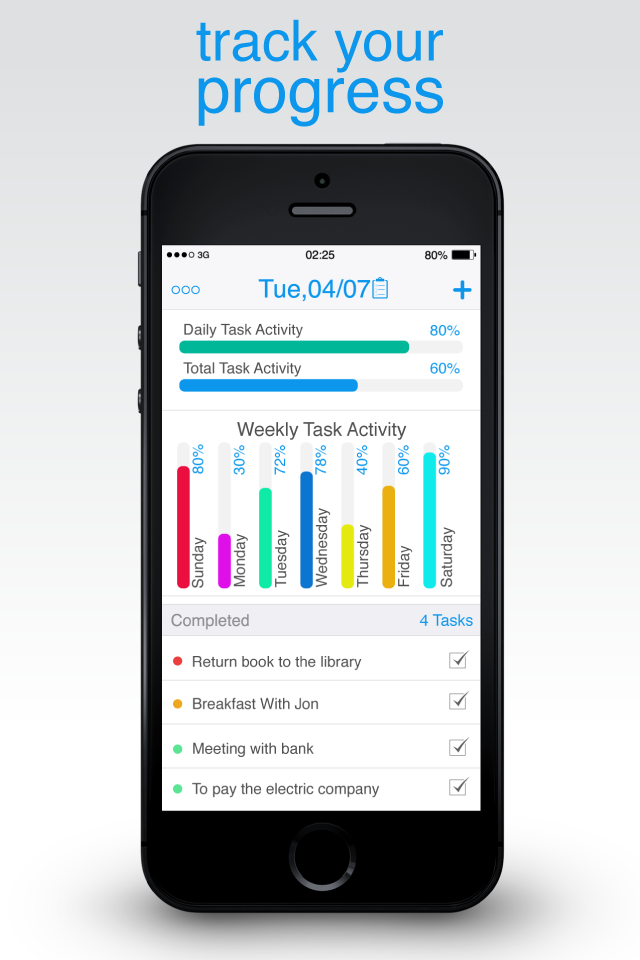 track your
progress
3G 02:25 80%
Tue,04/07
Daily Task Activity 80%
Total Task Activity 60%
Weekly Task Activity
80% 30% 72% 78% 40% 60% 90%
Sunday Monday Tuesday Wednesday Thursday Friday Saturday
Completed 4 Tasks
Return book to the library
Breakfast With Jon
Meeting with bank
To pay the electric company